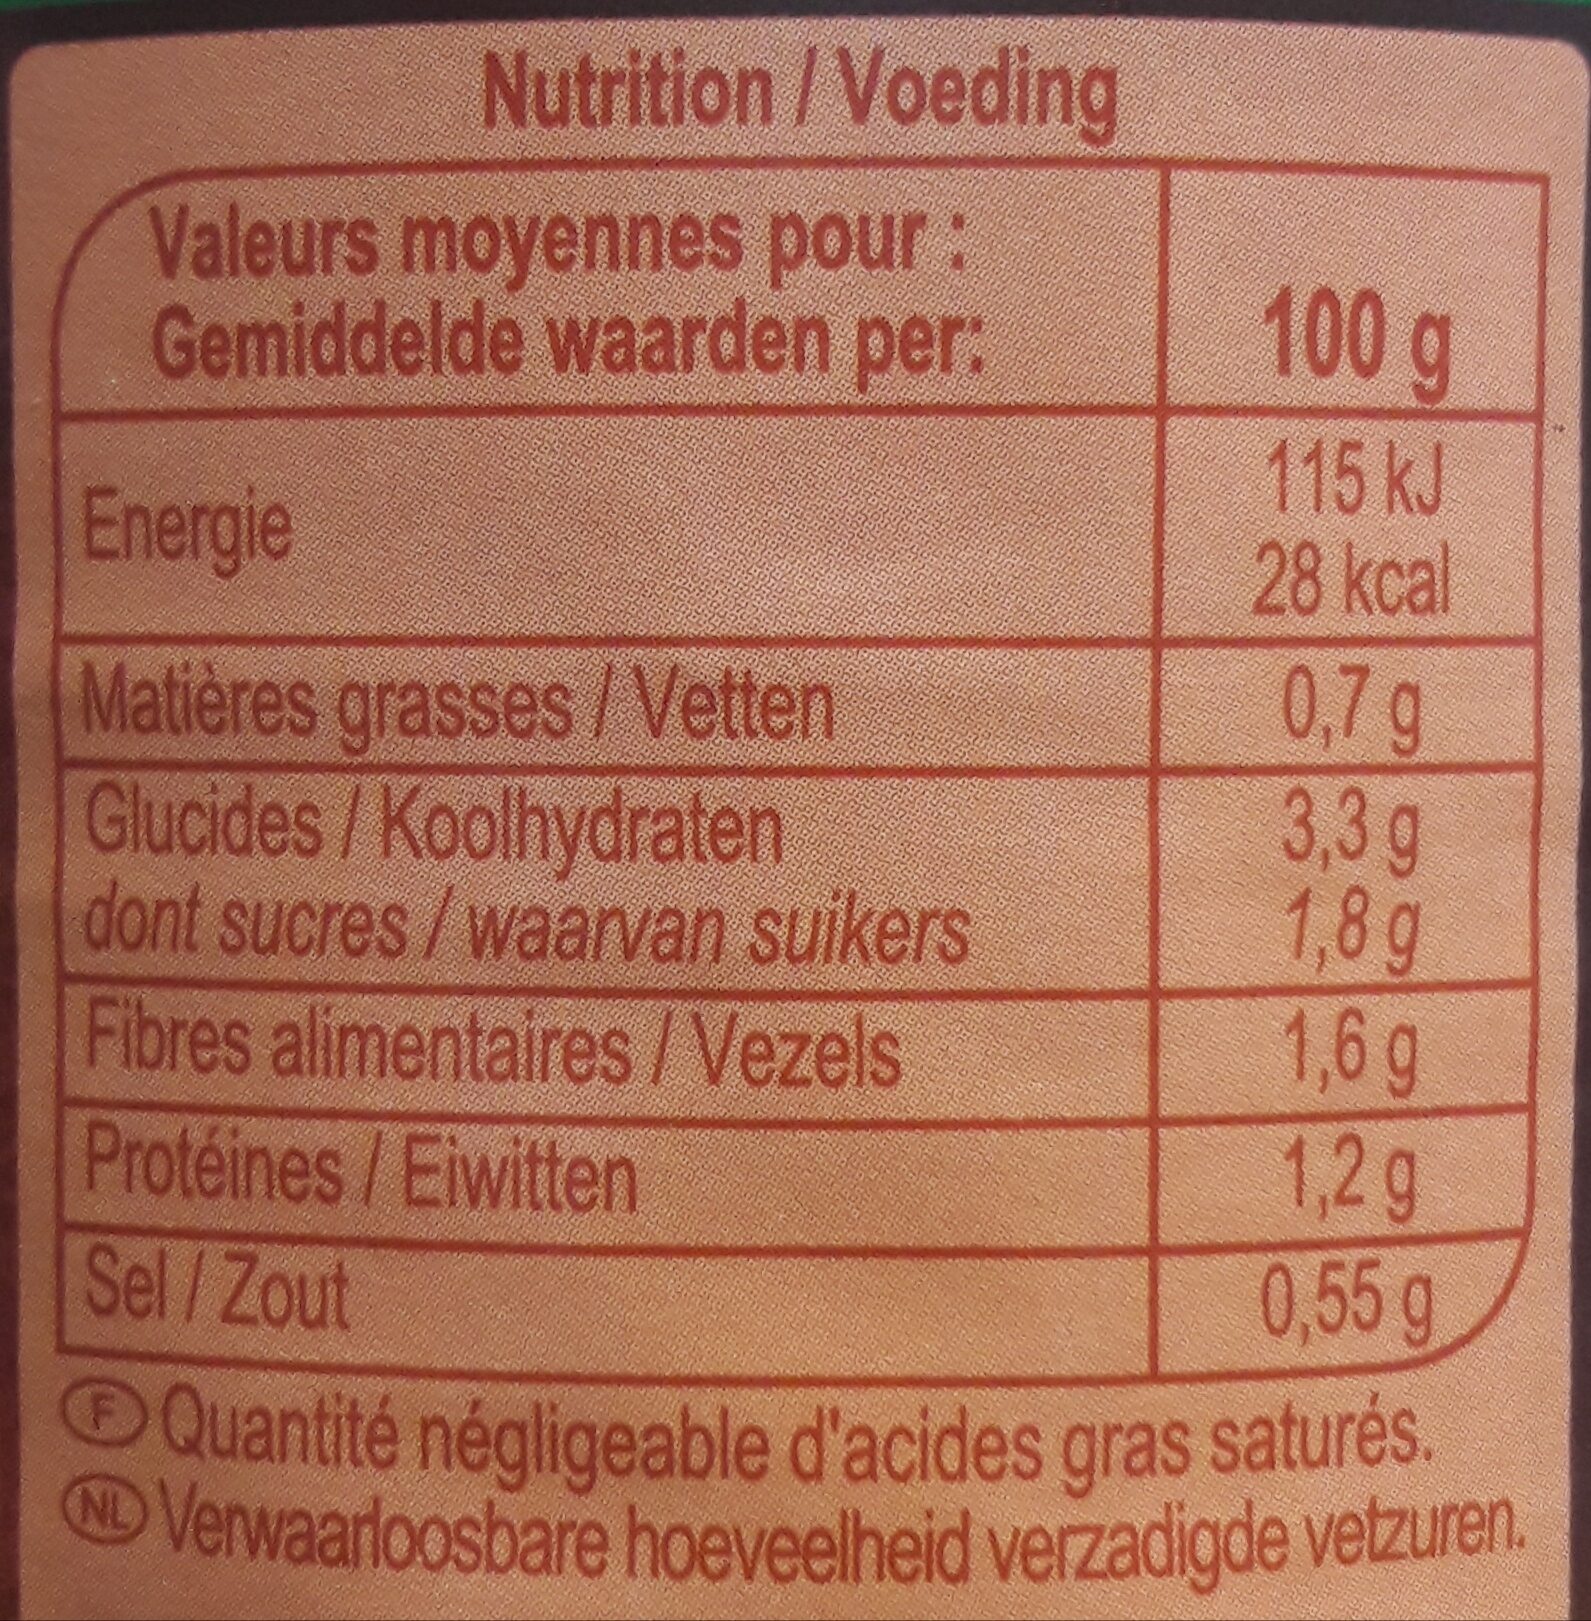 Nutrition / Voeding
Valeurs moyennes pour :
Gemiddelde waarden per: 100 g
Energie 115 kJ
28 kcal
Matières grasses / Vetten 0,7 g
Glucides / Koolhydraten 3,3 g
dont sucres / waarvan suikers 1,8 g
Fibres alimentaires / Vezels 1,6 g
Protéines / Eiwitten 1,2 g
Sel / Zout 0,55 g
F Quantité négligeable d'acides gras saturés.
NL Verwaarloosbare hoeveelheid verzadigde vetzuren.